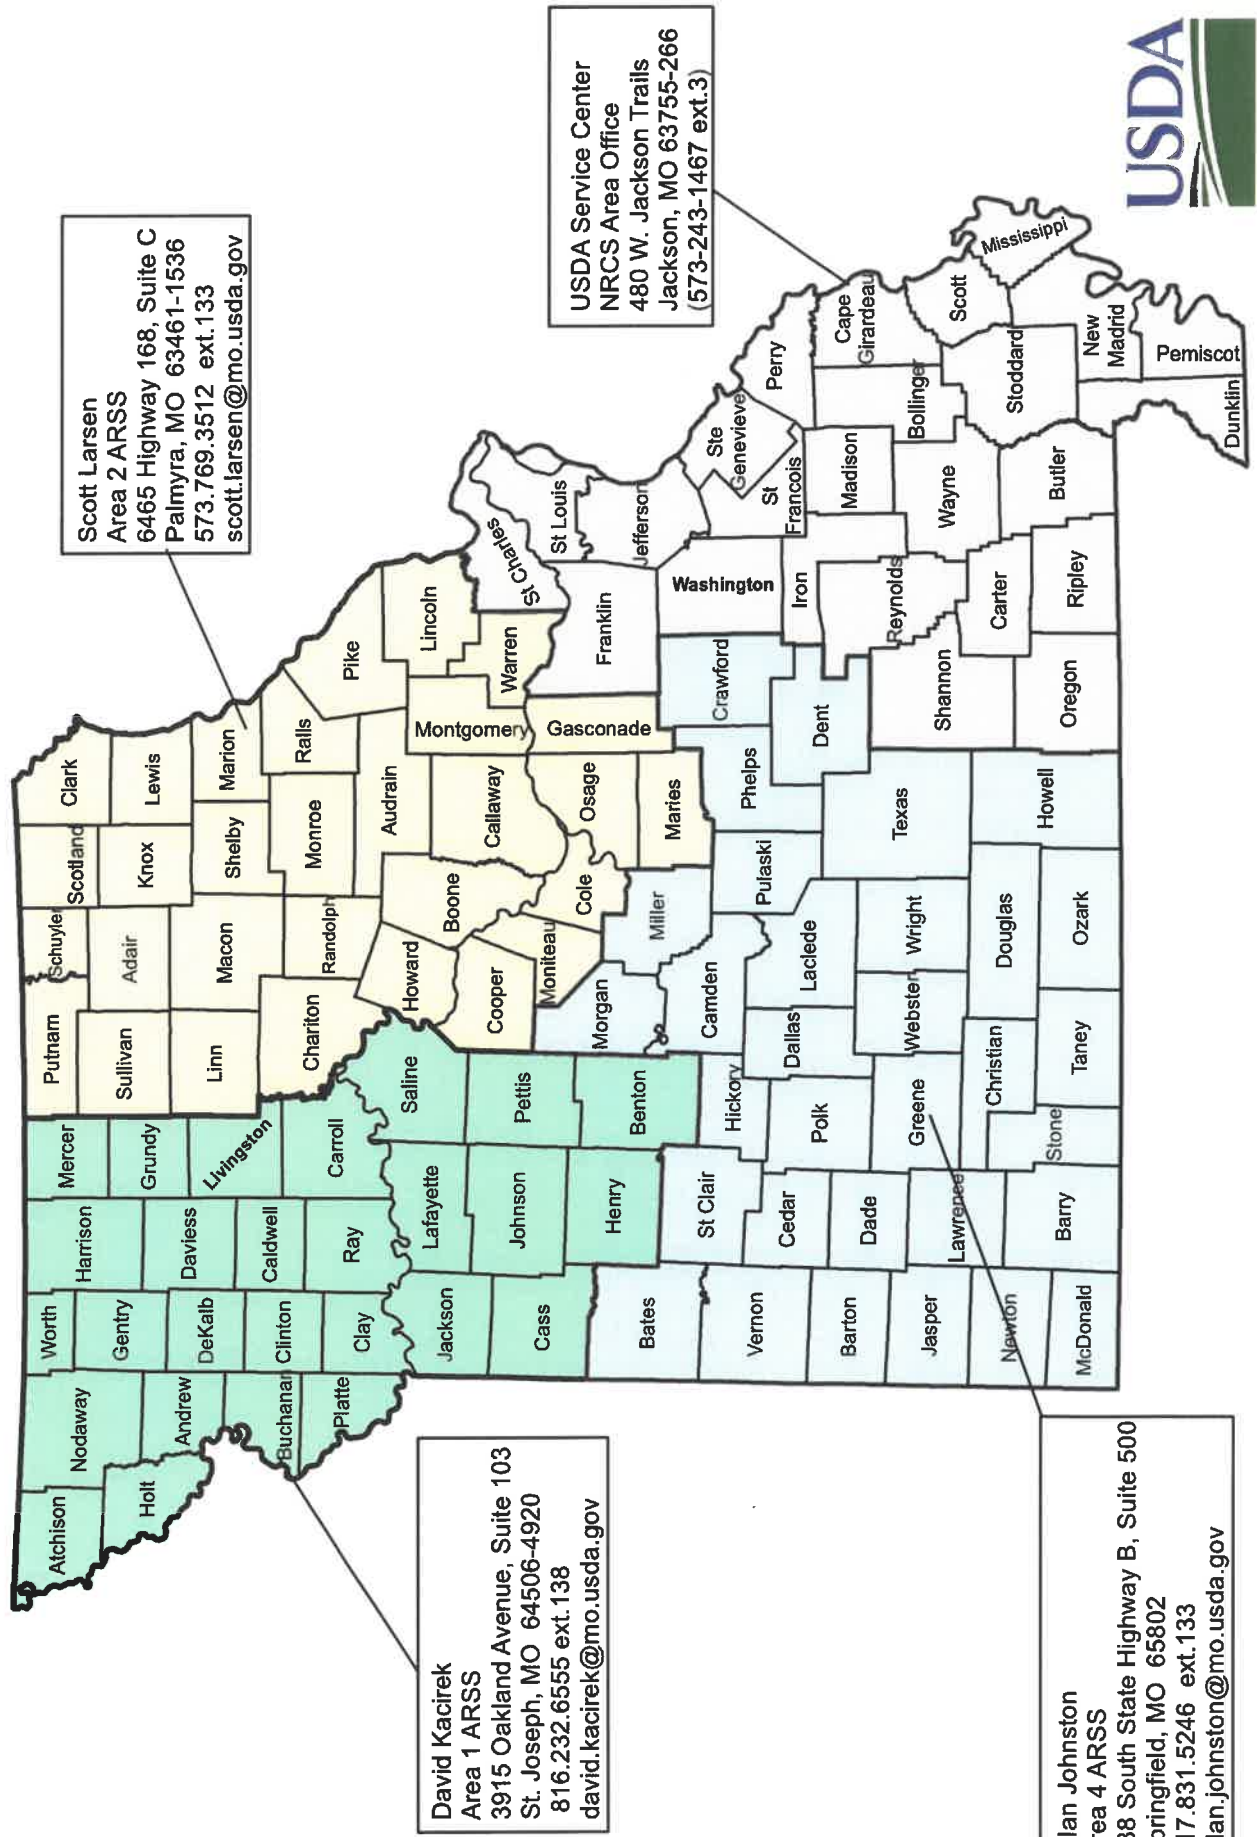 Scott Larsen
Area 2 ARSS
6465 Highway 168, Suite C
Palmyra, MO 63461-1536
573.769.3512 ext.133
scott.larsen@mo.usda.gov
USDA Service Center
NRCS Area Office
480 W. Jackson Trails
Jackson, MO 63755-266
(573-243-1467 ext.3)
David Kacirek
Area 1 ARSS
3915 Oakland Avenue, Suite 103
St. Joseph, MO 64506-4920
816.232.6555 ext.138
david.kacirek@mo.usda.gov
lan Johnston
rea 4 ARSS
38 South State Highway B, Suite 500
pringfield, MO 65802
17.831.5246 ext.133
lan.johnston@mo.usda.gov
USDA
Atchison
Nodaway
Worth
Harrison
Mercer
Putnam
Schuyler
Scotland
Clark
Holt
Andrew
Gentry
DeKalb
Daviess
Grundy
Sullivan
Adair
Knox
Lewis
Buchanan
Clinton
Caldwell
Livingston
Linn
Macon
Shelby
Marion
Platte
Clay
Ray
Carroll
Chariton
Randolph
Monroe
Ralls
Pike
Jackson
Lafayette
Saline
Howard
Boone
Audrain
Callaway
Montgomery
Lincoln
Warren
St Charles
St Louis
Cass
Johnson
Pettis
Cooper
Moniteau
Cole
Osage
Gasconade
Franklin
Jefferson
Bates
Henry
Benton
Morgan
Miller
Maries
Crawford
Washington
Ste
Genevieve
St
Francois
Perry
Vernon
St Clair
Hickory
Camden
Pulaski
Phelps
Dent
Iron
Madison
Bollinger
Cape
Girardeau
Barton
Cedar
Polk
Dallas
Laclede
Texas
Shannon
Reynolds
Wayne
Stoddard
Scott
Mississippi
Jasper
Dade
Greene
Webster
Wright
Carter
Butler
New
Madrid
Newton
Lawrence
Christian
Douglas
Howell
Oregon
Ripley
Pemiscot
Dunklin
McDonald
Barry
Stone
Taney
Ozark